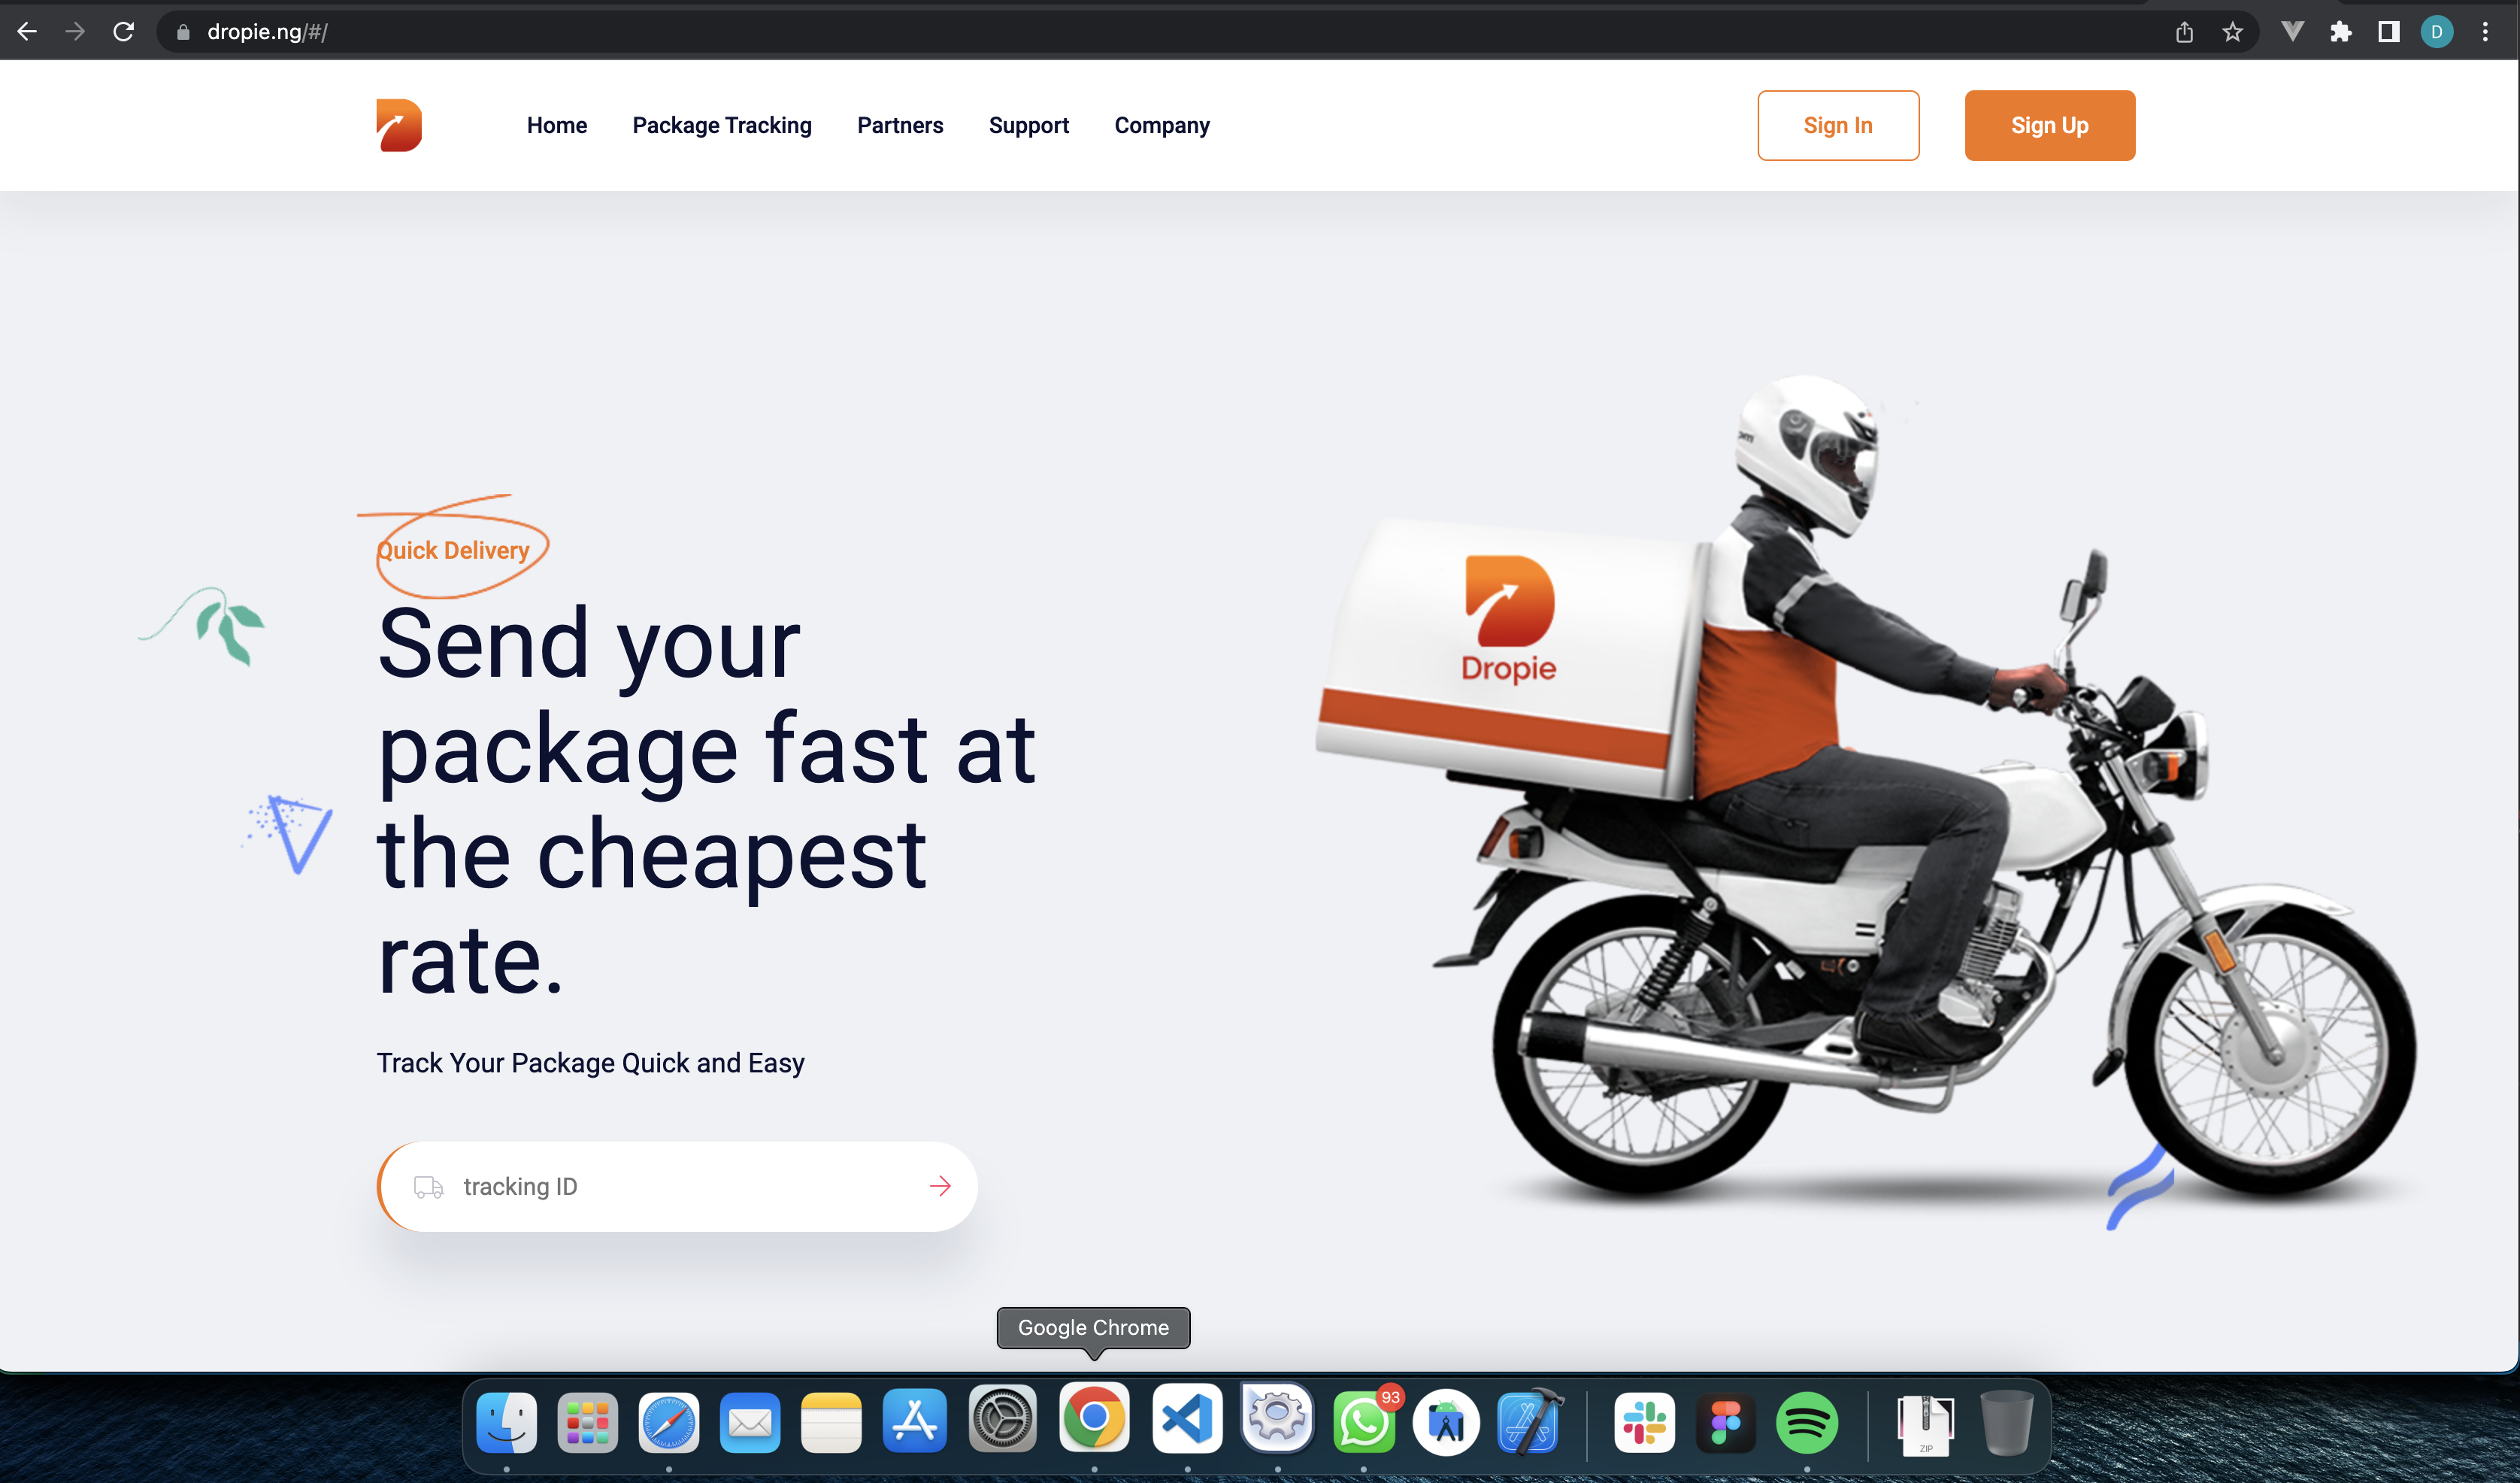 dropie.ng/#/
D
Home
Package Tracking
Partners
Support
Company
Sign In
Sign Up
Quick Delivery
Send your
package fast at
the cheapest
rate.
Dropie
Track Your Package Quick and Easy
tracking ID
Google Chrome
93
ZIP